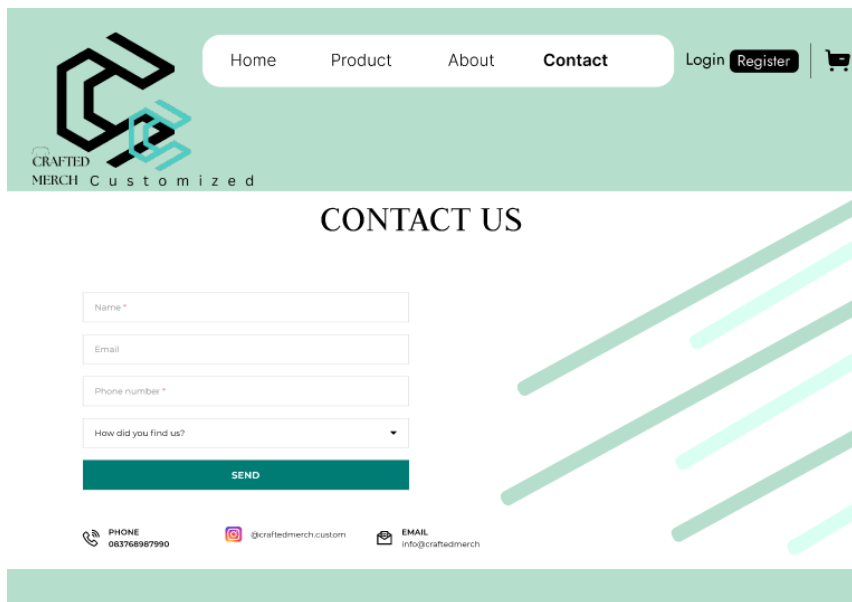 Home Product About Contact Login Register
CRAFTED
MERCH Customized
CONTACT US
Name *
Email
Phone number *
How did you find us?
SEND
PHONE
083768987990
@craftedmerch.custom
EMAIL
info@craftedmerch